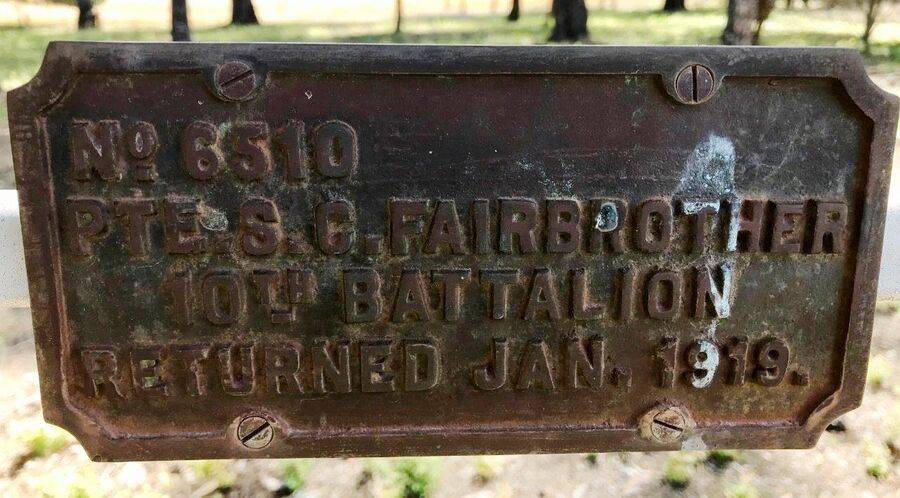 Nº 6510
PTE. S. C. FAIRBROTHER
10TH BATTALION
RETURNED JAN. 1919.